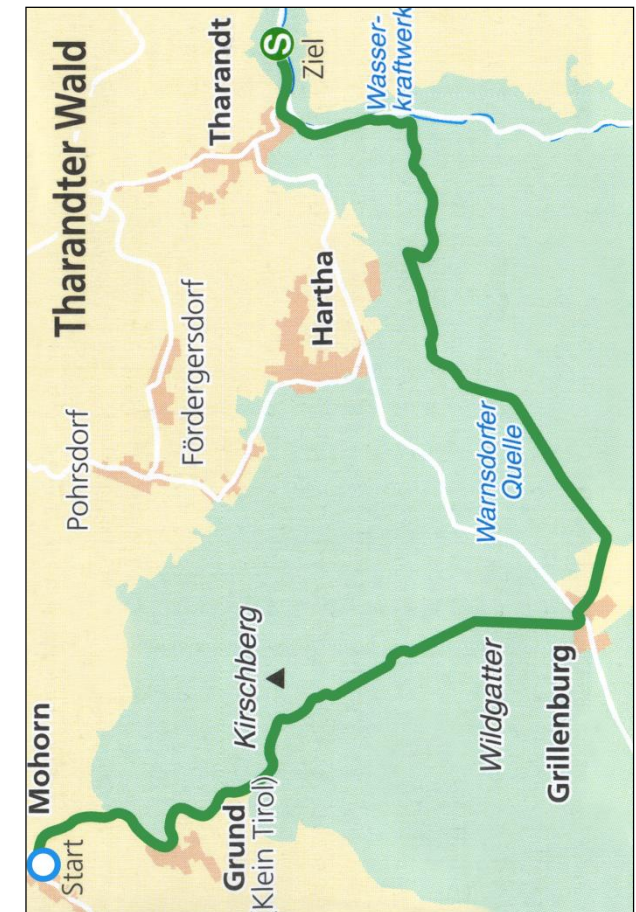 Tharandter Wald
Mohorn
Start
Grund
(Klein Tirol)
Kirschberg
Pohrsdorf
Fördergersdorf
Hartha
Tharandt
S
Ziel
Wasser-
kraftwerk
Warnsdorfer
Quelle
Wildgatter
Grillenburg